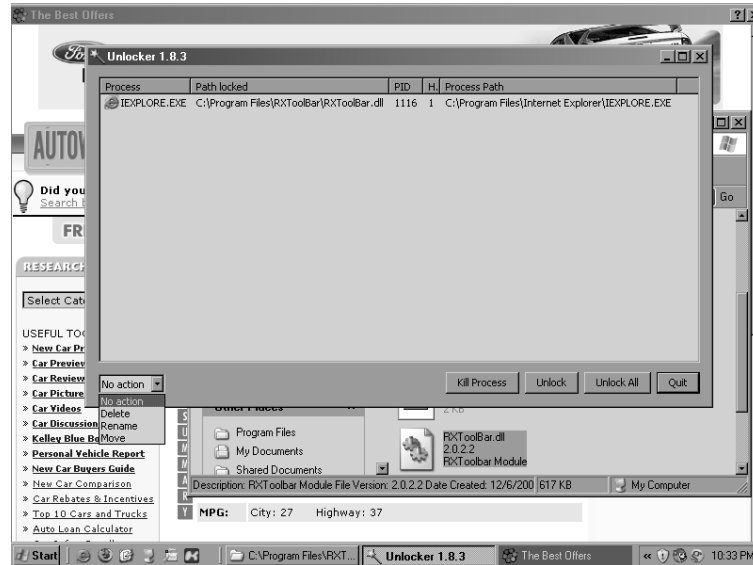 The Best Offers
Unlocker 1.8.3
Process Path locked PID H. Process Path
IEXPLORE.EXE C:\Program Files\RXToolBar\RXToolBar.dll 1116 1 C:\Program Files\Internet Explorer\IEXPLORE.EXE
AUTOV
Did you
Search
Go
FR
RESEARCH
Select Cat
USEFUL TO
» New Car Pr
» Car Preview
» Car Review
» Car Picture
» Car Videos
» Car Discussion
» Kelley Blue Bo
» Personal Vehicle Report
» New Car Buyers Guide
» New Car Comparison
» Car Rebates & Incentives
» Top 10 Cars and Trucks
» Auto Loan Calculator
No action
No action
Delete
Rename
Move
Kill Process Unlock Unlock All Quit
Other Places
2 KB
Program Files
My Documents
Shared Documents
RXToolBar.dll
2.0.2.2
RXToolbar Module
Description: RXToolbar Module File Version: 2.0.2.2 Date Created: 12/6/200 617 KB My Computer
S
U
M
M
A
R
Y
MPG: City: 27 Highway: 37
Start C:\Program Files\RXT... Unlocker 1.8.3 The Best Offers « 10:33 PM